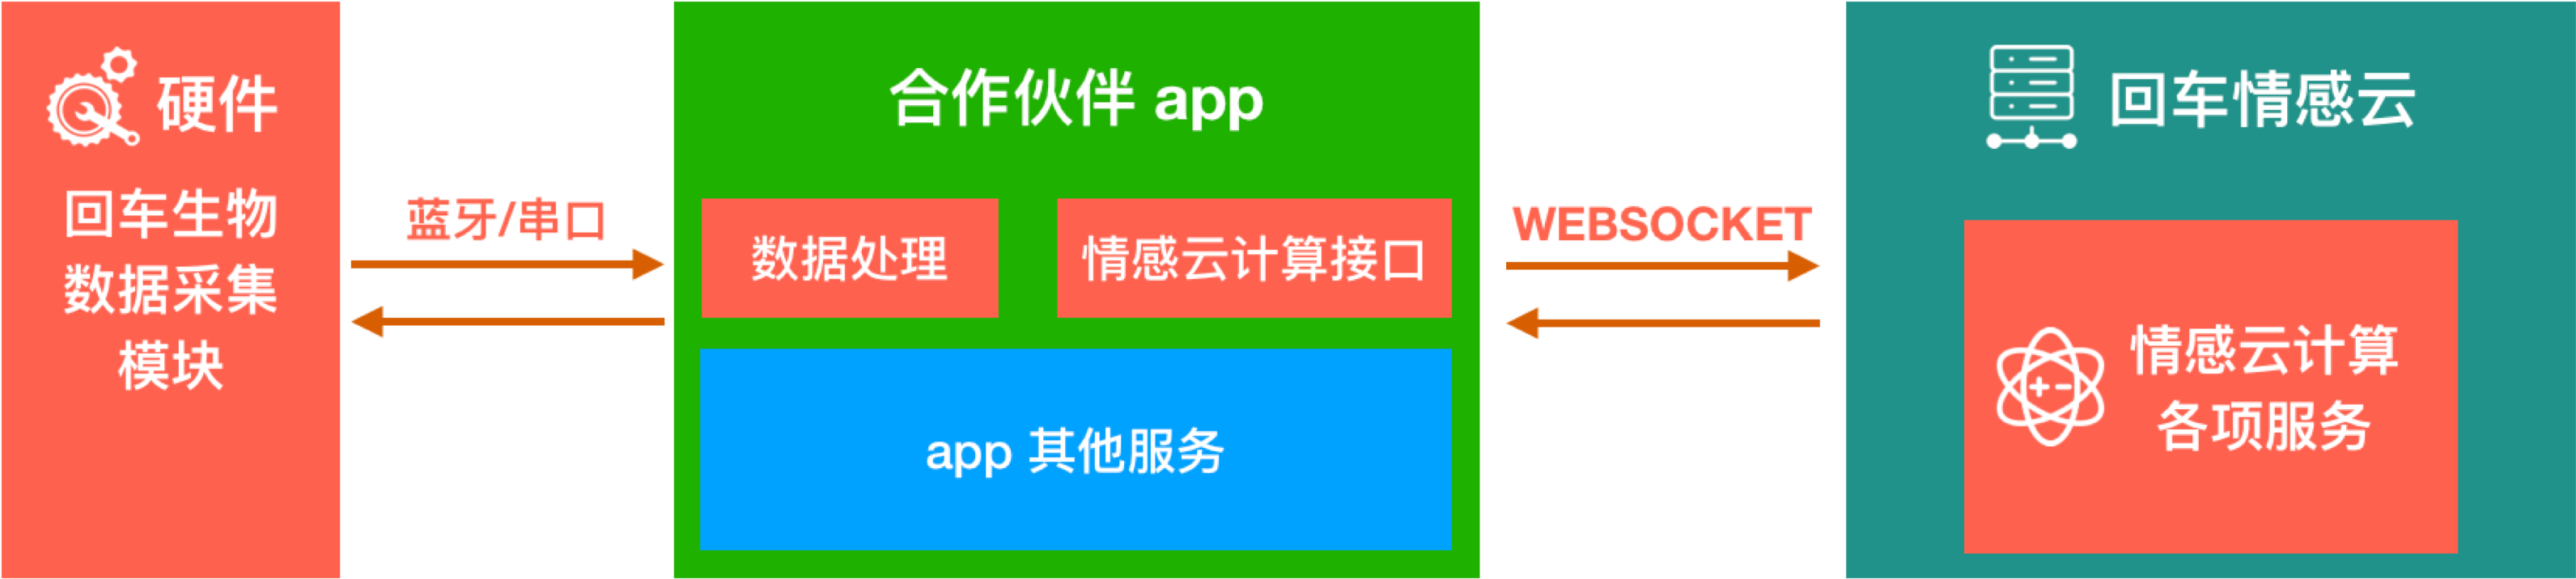 硬件
回车生物
数据采集
模块
蓝牙/串口
合作伙伴 app
数据处理
情感云计算接口
app 其他服务
WEBSOCKET
回车情感云
情感云计算
各项服务